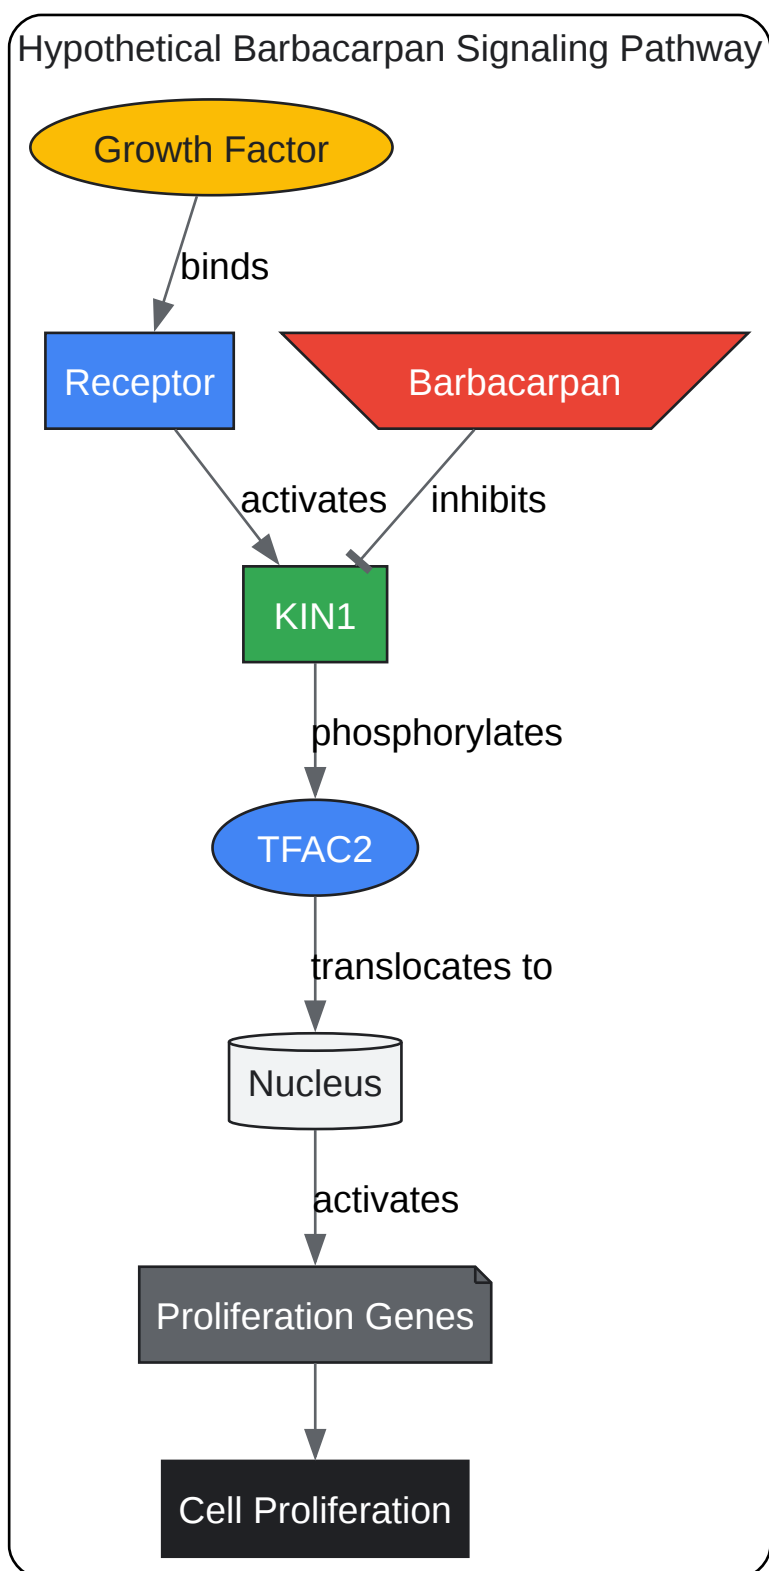 Hypothetical Barbacarpan Signaling Pathway
Growth Factor
binds
Receptor
Barbacarpan
activates
inhibits
KIN1
phosphorylates
TFAC2
translocates to
Nucleus
activates
Proliferation Genes
Cell Proliferation